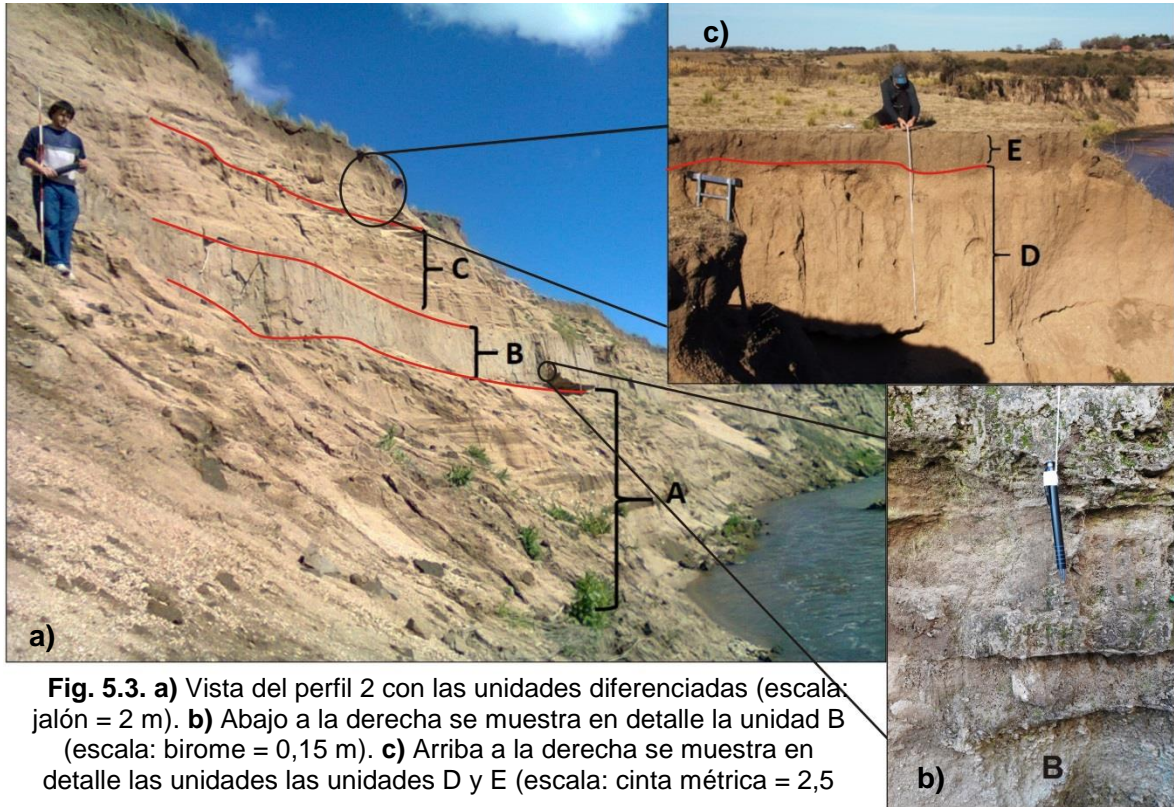 c)
E
D
C
B
A
a)
B
b)
Fig. 5.3. a) Vista del perfil 2 con las unidades diferenciadas (escala:
jalón = 2 m). b) Abajo a la derecha se muestra en detalle la unidad B
(escala: birome = 0,15 m). c) Arriba a la derecha se muestra en
detalle las unidades las unidades D y E (escala: cinta métrica = 2,5